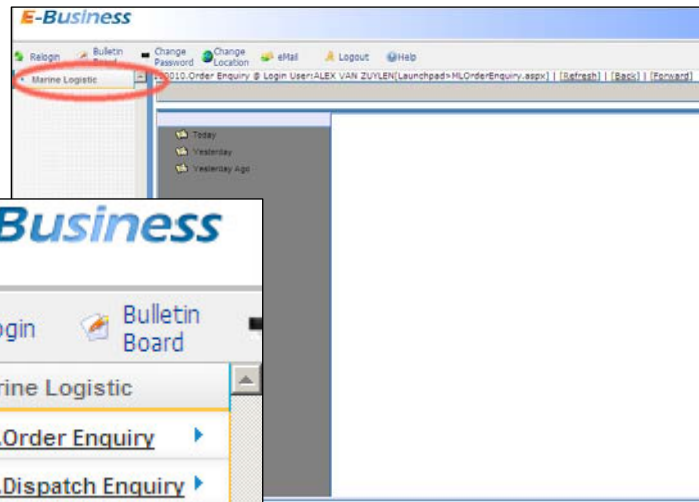 E-Business
Relogin
Bulletin
Board
Change
Password
Change
Location
eMail
Logout
Help
Marine Logistic
Order Enquiry @ Login User:ALEX VAN ZUYLEN[Launchpad>MLOrderEnquiry.aspx] | [Refresh] | [Back] | [Forward]
Today
Yesterday
Yesterday Ago
Business
ogin
Bulletin
Board
rine Logistic
.Order Enquiry
.Dispatch Enquiry